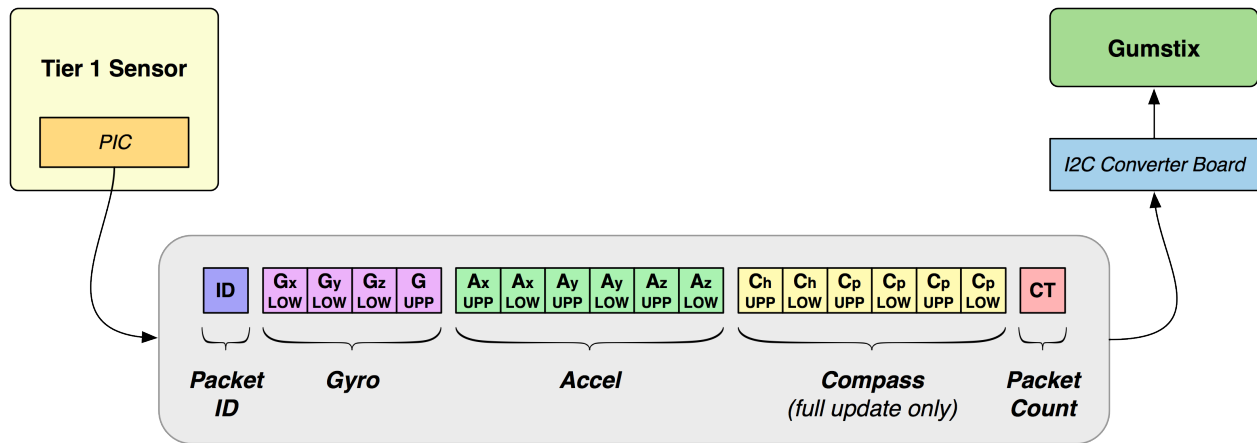 Tier 1 Sensor
PIC
Gumstix
I2C Converter Board
ID
Gx LOW
Gy LOW
Gz LOW
G UPP
Ax UPP
Ax LOW
Ay UPP
Ay LOW
Az UPP
Az LOW
Ch UPP
Ch LOW
Cp UPP
Cp LOW
Cp UPP
Cp LOW
CT
Packet
ID
Gyro
Accel
Compass
(full update only)
Packet
Count